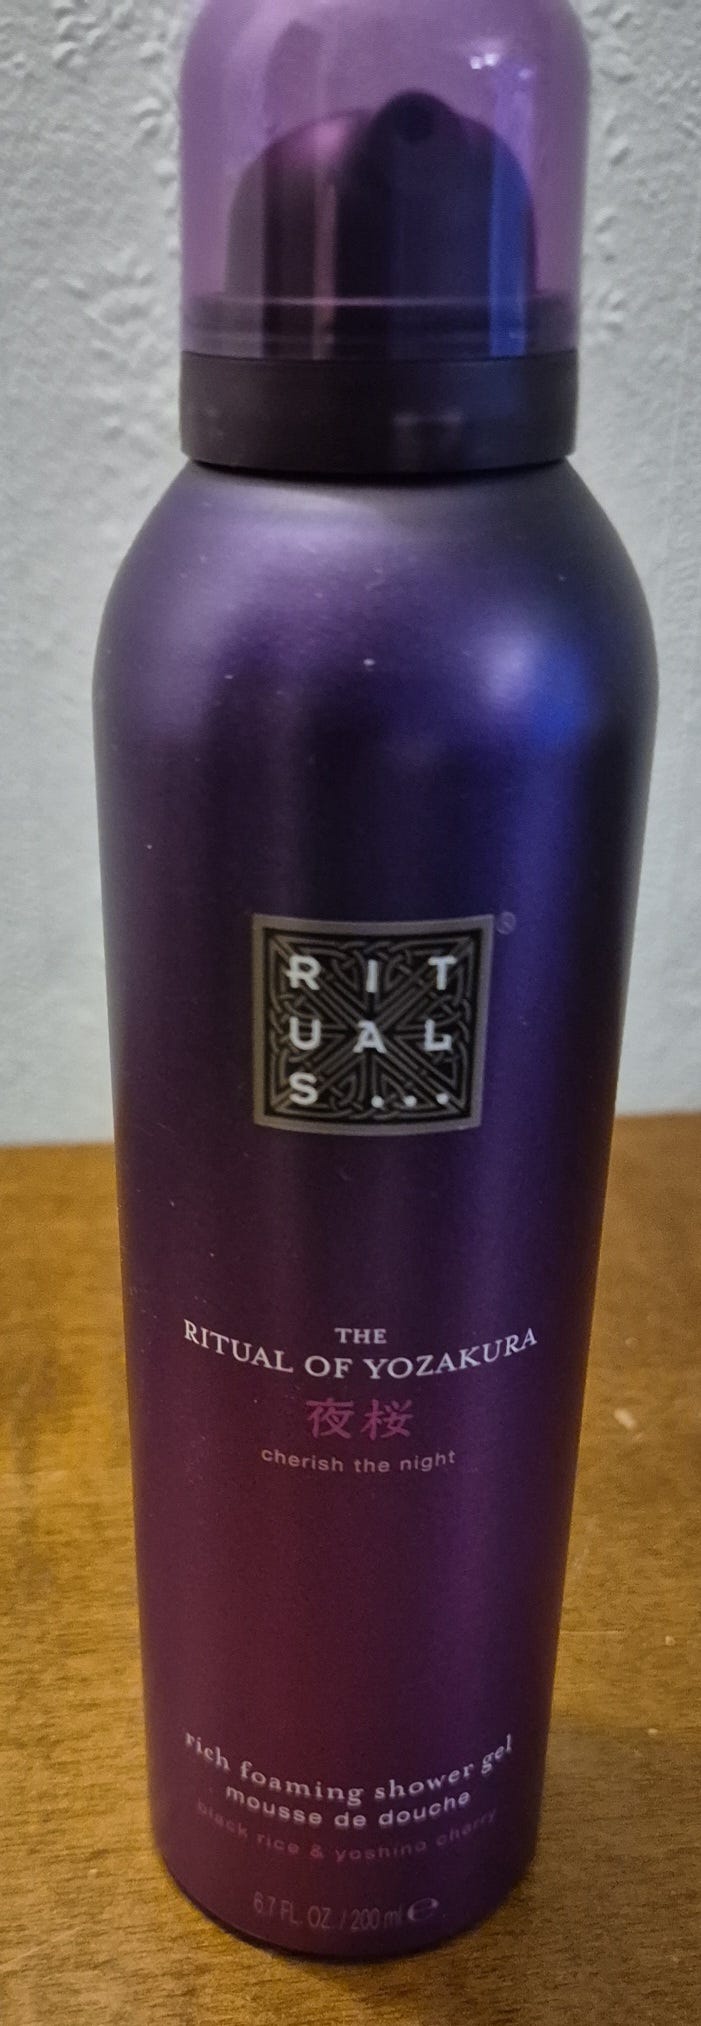 RIT
UAL
S...
®
THE
RITUAL OF YOZAKURA
夜桜
cherish the night
rich foaming shower gel
mousse de douche
black rice & yoshino cherry
6.7 FL. OZ. / 200 ml ℮